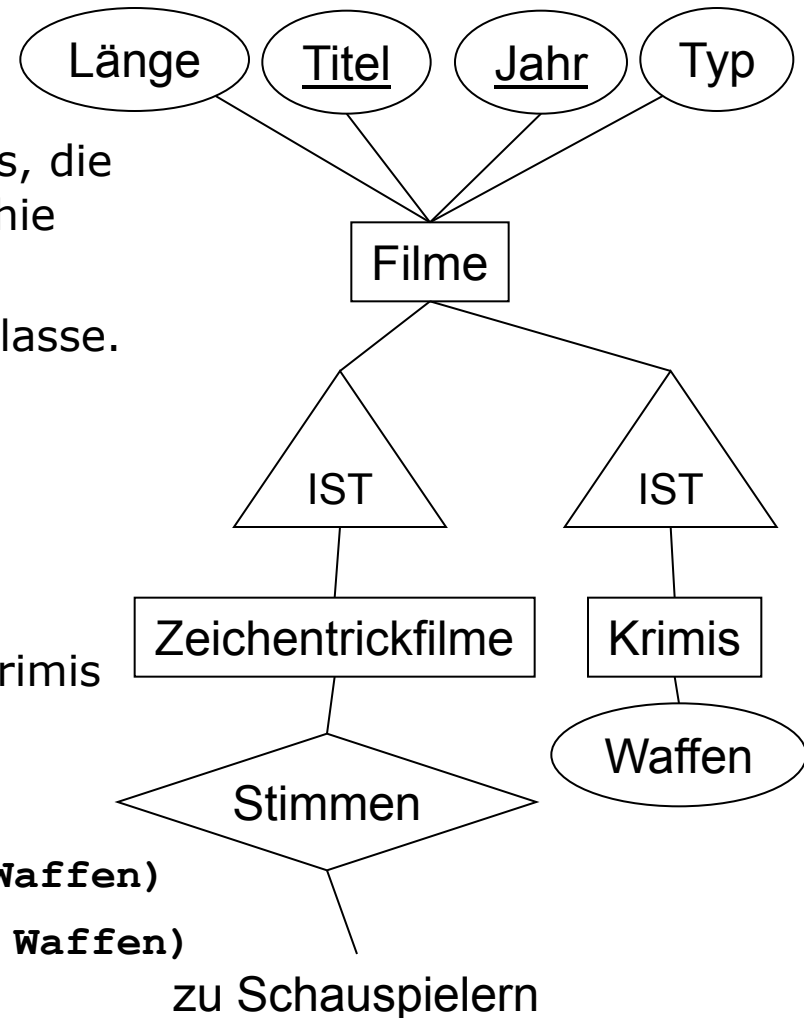 Länge Titel Jahr Typ
s, die
nie
Filme
lasse.
IST IST
Zeichentrickfilme Krimis
rimis
Waffen
Stimmen
Waffen)
Waffen)
zu Schauspielern